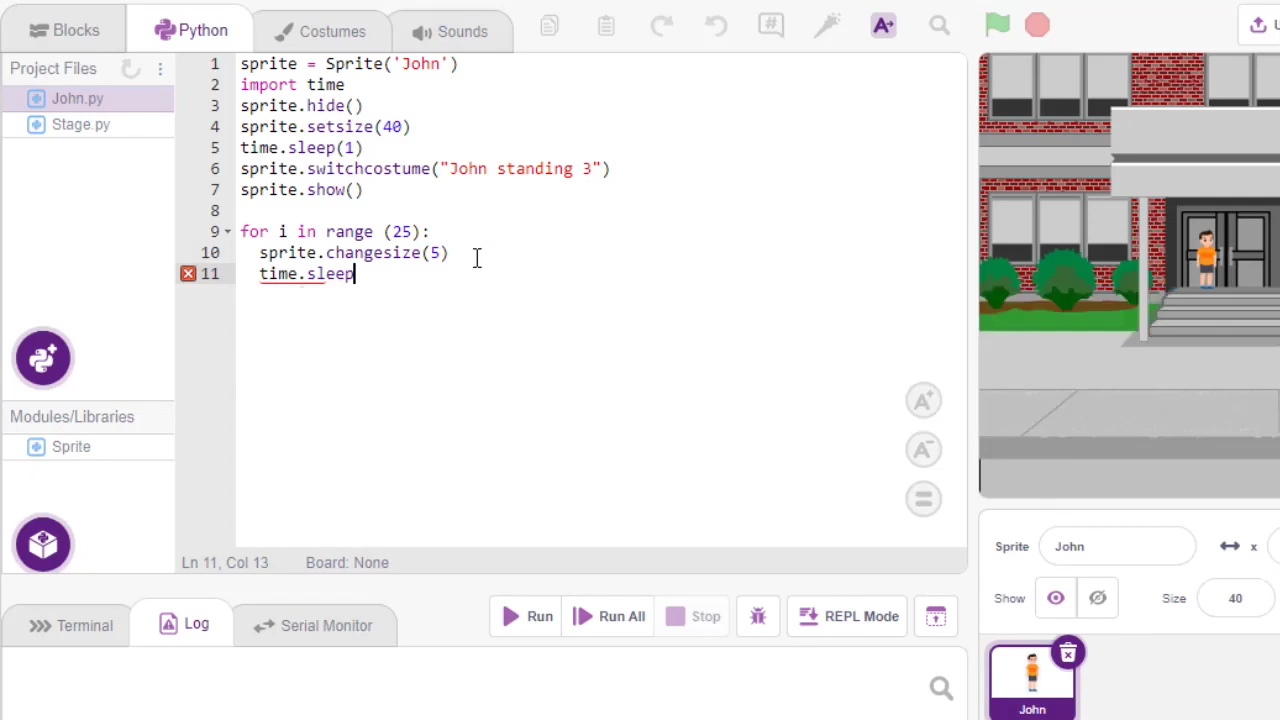 Blocks
Python
Costumes
Sounds
Project Files
John.py
Stage.py
Modules/Libraries
Sprite
1 sprite = Sprite('John')
2 import time
3 sprite.hide()
4 sprite.setsize(40)
5 time.sleep(1)
6 sprite.switchcostume("John standing 3")
7 sprite.show()
8
9 for i in range (25):
10 sprite.changesize(5)
11 time.sleep
Ln 11, Col 13 Board: None
Terminal
Log
Serial Monitor
Run
Run All
Stop
REPL Mode
Sprite John x
Show Size 40
John